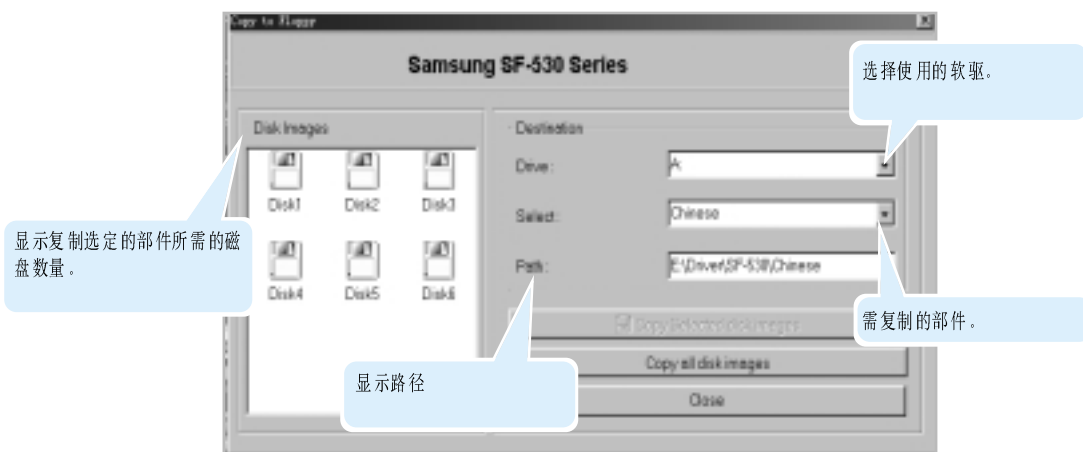 Copy to Floppy
Samsung SF-530 Series
选择使用的软驱。
Disk Images
Disk1
Disk2
Disk3
Disk4
Disk5
Disk6
显示复制选定的部件所需的磁
盘数量。
Destination
Drive:
A:
Select:
Chinese
Path:
E:\Driver\SF-530\Chinese
需复制的部件。
Copy Selected disk images
Copy all disk images
显示路径
Close